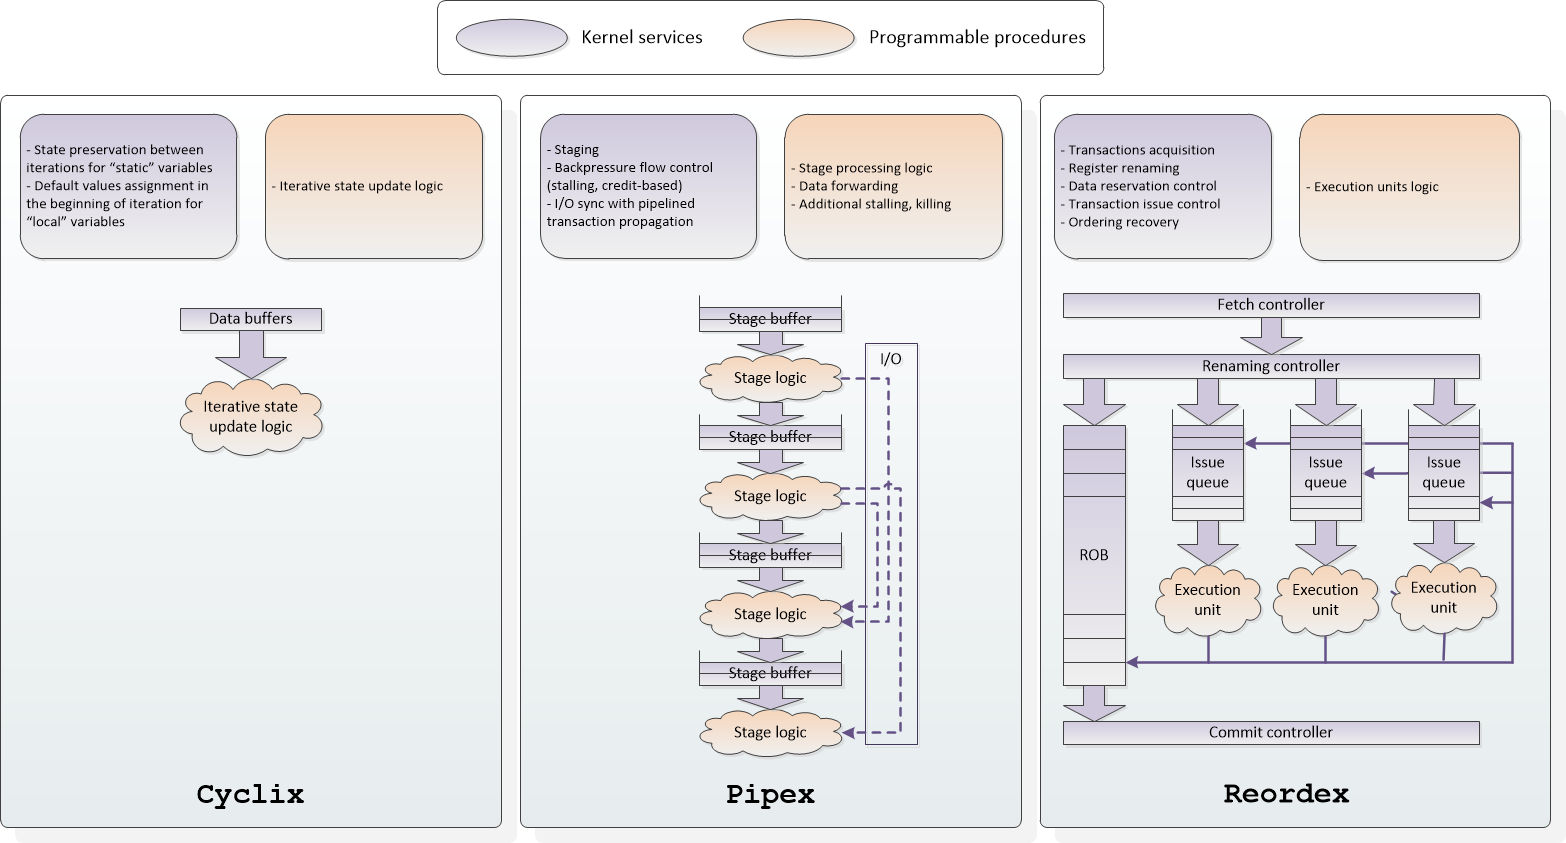 Kernel services
Programmable procedures
- State preservation between
iterations for “static” variables
- Default values assignment in
the beginning of iteration for
“local” variables
- Iterative state update logic
Data buffers
Iterative state
update logic
Cyclix
- Staging
- Backpressure flow control
(stalling, credit-based)
- I/O sync with pipelined
transaction propagation
- Stage processing logic
- Data forwarding
- Additional stalling, killing
Stage buffer
I/O
Stage logic
Stage buffer
Stage logic
Stage buffer
Stage logic
Stage buffer
Stage logic
Pipex
- Transactions acquisition
- Register renaming
- Data reservation control
- Transaction issue control
- Ordering recovery
- Execution units logic
Fetch controller
Renaming controller
Issue
queue
Issue
queue
Issue
queue
ROB
Execution
unit
Execution
unit
Execution
unit
Commit controller
Reordex